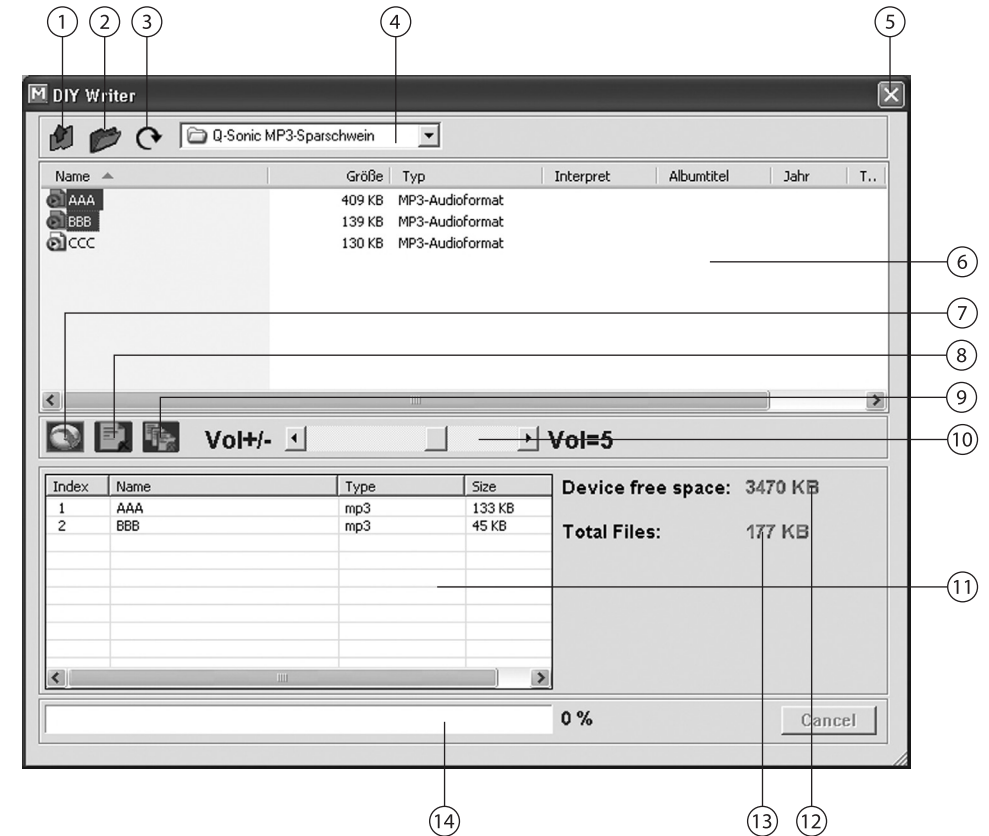 1 2 3 4 5
M DIY Writer
Q-Sonic MP3-Sparschwein
Name Größe Typ Interpret Albumtitel Jahr T..
AAA 409 KB MP3-Audioformat
BBB 139 KB MP3-Audioformat
CCC 130 KB MP3-Audioformat
6
7
8
9
Vol+/- Vol=5
10
Index Name Type Size
1 AAA mp3 133 KB
2 BBB mp3 45 KB
Device free space: 3470 KB
Total Files: 177 KB
11
0 %
Cancel
14 13 12